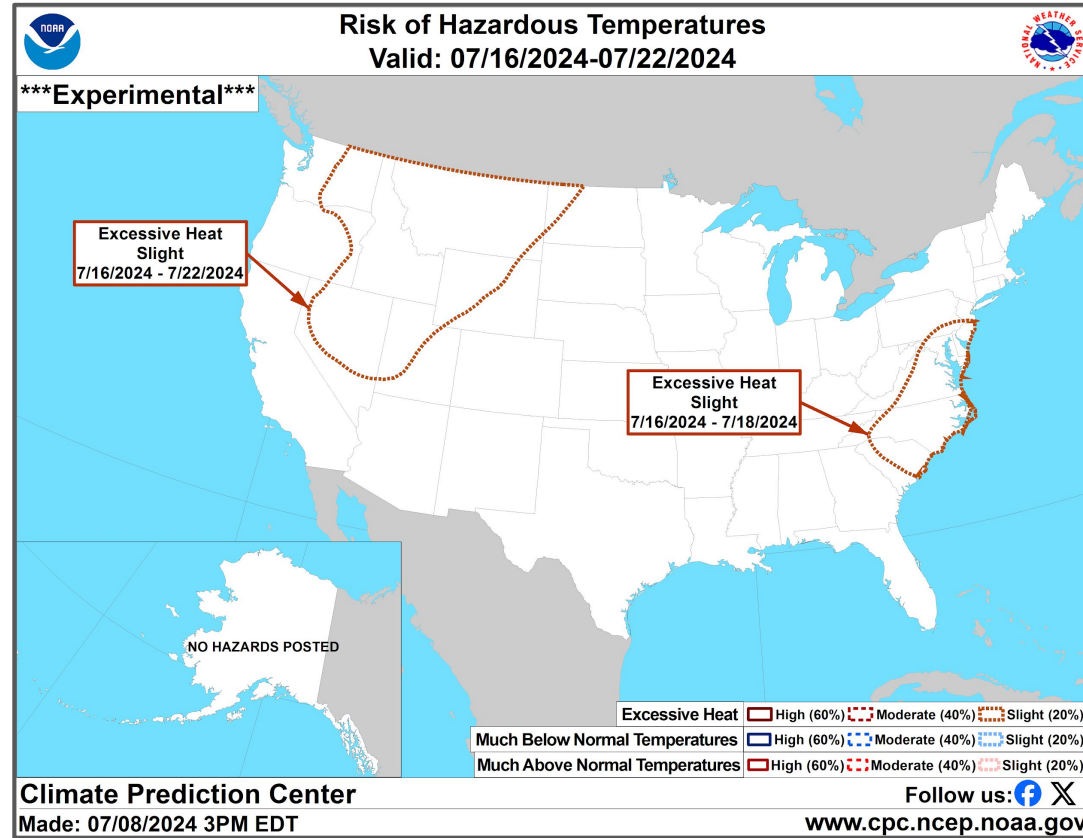 NOAA
Risk of Hazardous Temperatures
Valid: 07/16/2024-07/22/2024
NATIONAL WEATHER SERVICE
***Experimental***
Excessive Heat
Slight
7/16/2024 - 7/22/2024
Excessive Heat
Slight
7/16/2024 - 7/18/2024
NO HAZARDS POSTED
Excessive Heat High (60%) Moderate (40%) Slight (20%)
Much Below Normal Temperatures High (60%) Moderate (40%) Slight (20%)
Much Above Normal Temperatures High (60%) Moderate (40%) Slight (20%)
Climate Prediction Center
Follow us:
Made: 07/08/2024 3PM EDT
www.cpc.ncep.noaa.gov